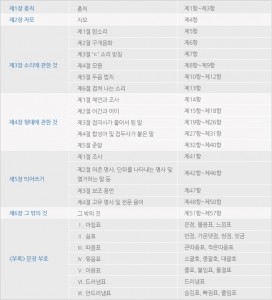 제1장 총칙 총칙 제1항~제3항
제2장 자모 자모 제4항
제3장 소리에 관한 것 제1절 된소리 제5항
제2절 구개음화 제6항
제3절 'ㄷ' 소리 받침 제7항
제4절 모음 제8항~제9항
제5절 두음 법칙 제10항~제12항
제6절 겹쳐 나는 소리 제13항
제4장 형태에 관한 것 제1절 체언과 조사 제14항
제2절 어간과 어미 제15항~제18항
제3절 접미사가 붙어서 된 말 제19항~제26항
제4절 합성어 및 접두사가 붙은 말 제27항~제31항
제5절 준말 제32항~제40항
제5장 띄어쓰기 제1절 조사 제41항
제2절 의존 명사, 단위를 나타내는 명사 및
열거하는 말 등 제42항~제46항
제3절 보조 용언 제47항
제4절 고유 명사 및 전문 용어 제48항~제50항
제6장 그 밖의 것 그 밖의 것 제51항~제57항
<부록> 문장 부호 Ⅰ. 마침표 온점, 물음표, 느낌표
Ⅱ. 쉼표 반점, 가운뎃점, 쌍점, 빗금
Ⅲ. 따옴표 큰따옴표, 작은따옴표
Ⅳ. 묶음표 소괄호, 중괄호, 대괄호
Ⅴ. 이음표 줄표, 붙임표, 물결표
Ⅵ. 드러냄표 드러냄표
Ⅶ. 안드러냄표 숨김표, 빠짐표, 줄임표